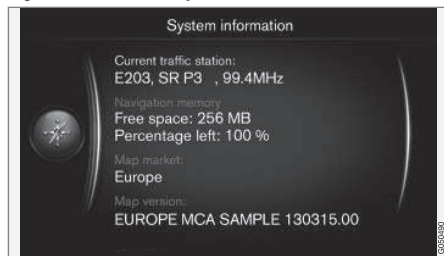 System information
Current traffic station:
E203, SR P3 , 99.4MHz
Navigation memory
Free space: 256 MB
Percentage left: 100 %
Map market:
Europe
Map version:
EUROPE MCA SAMPLE 130315.00
G050490